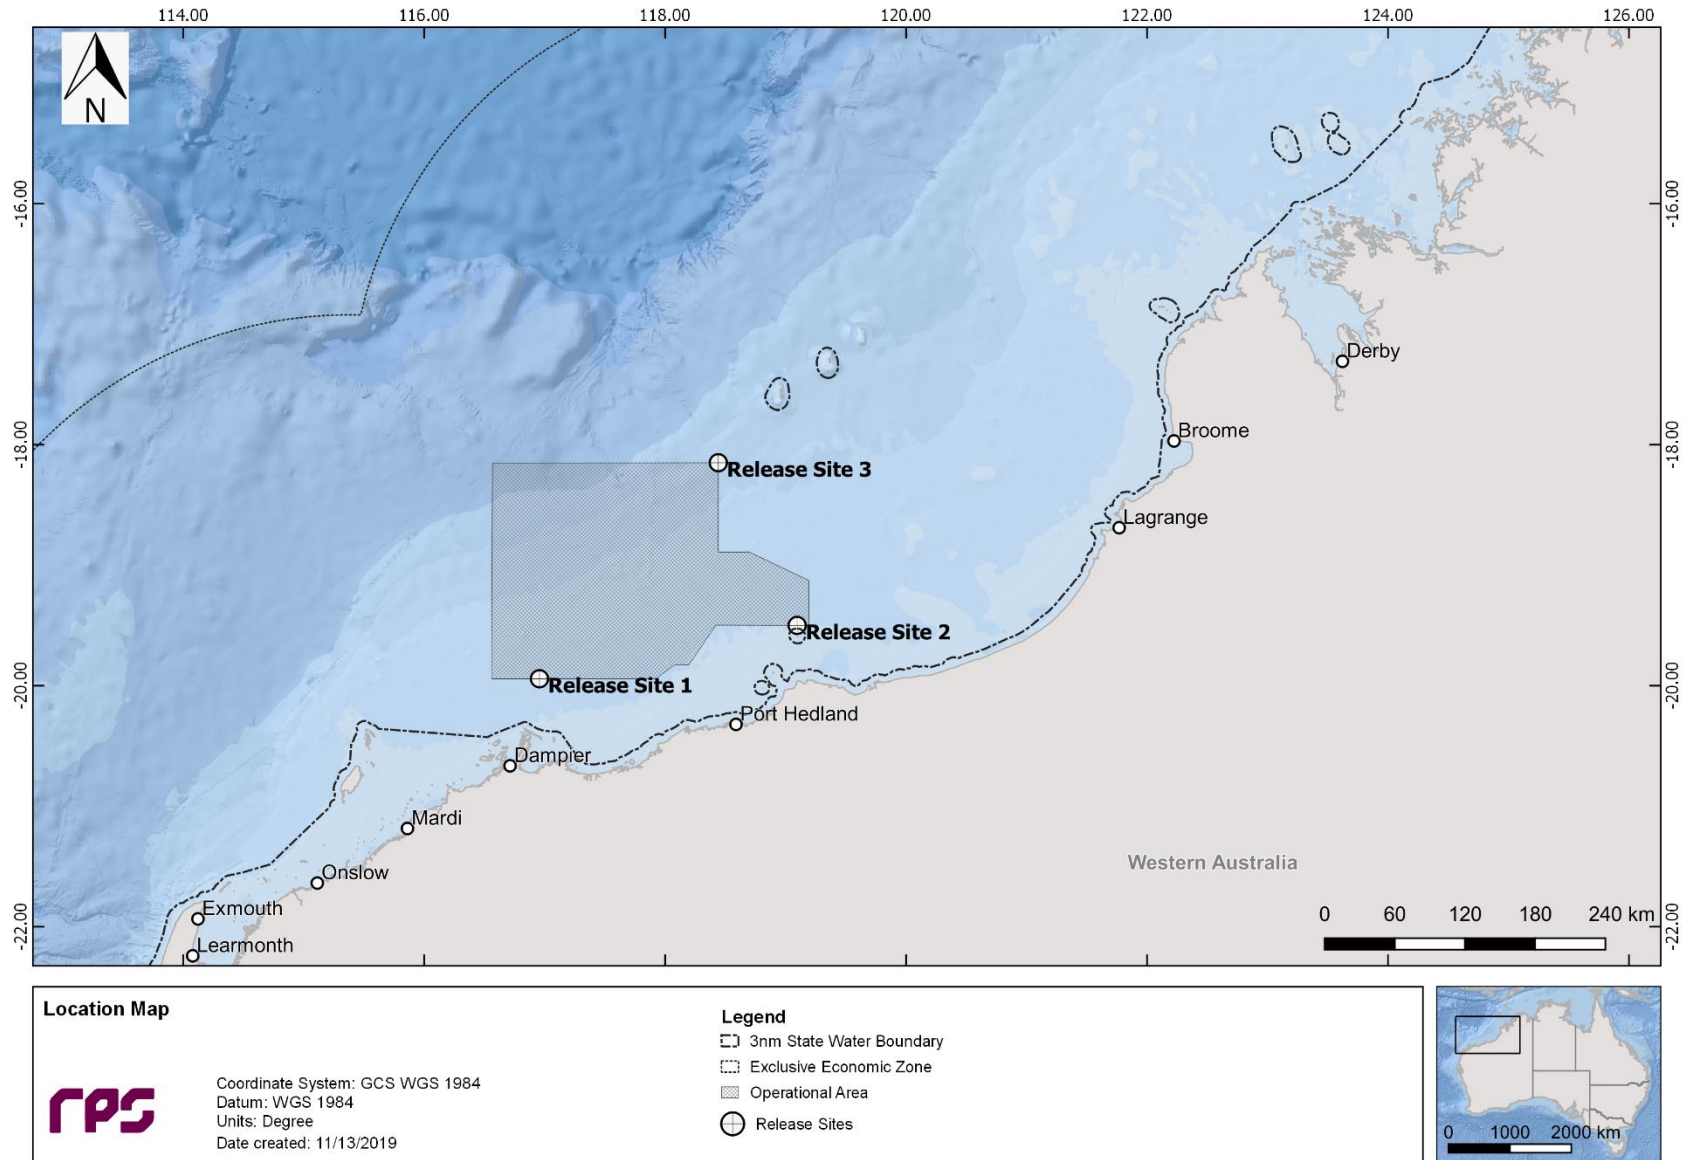 114.00 116.00 118.00 120.00 122.00 124.00 126.00
N
-16.00 -16.00
Derby
Broome
-18.00 -18.00
Release Site 3
Lagrange
Release Site 2
-20.00 -20.00
Release Site 1
Port Hedland
Dampier
Mardi
Western Australia
Onslow
Exmouth
0 60 120 180 240 km
-22.00 -22.00
Learmonth
Location Map
rps
Coordinate System: GCS WGS 1984
Datum: WGS 1984
Units: Degree
Date created: 11/13/2019
Legend
3nm State Water Boundary
Exclusive Economic Zone
Operational Area
Release Sites
0 1000 2000 km